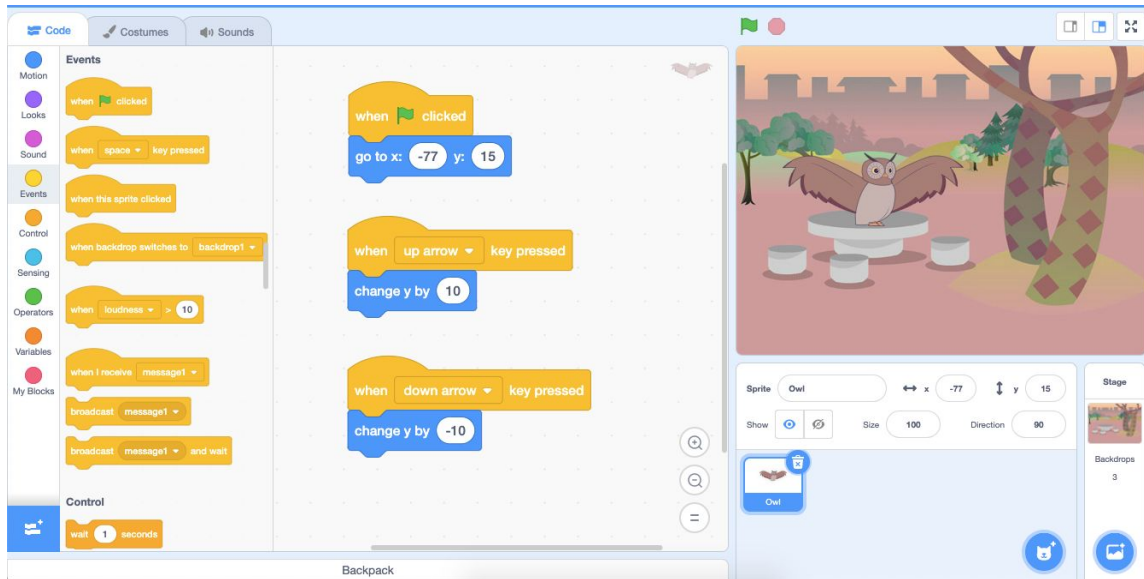 Code
Costumes
Sounds
Motion
Looks
Sound
Events
Control
Sensing
Operators
Variables
My Blocks
Events
when clicked
when space key pressed
when this sprite clicked
when backdrop switches to backdrop1
when loudness > 10
when I receive message1
broadcast message1
broadcast message1 and wait
Control
wait 1 seconds
when clicked
go to x: -77 y: 15
when up arrow key pressed
change y by 10
when down arrow key pressed
change y by -10
Backpack
Sprite Owl x -77 y 15
Show Size 100 Direction 90
Owl
Stage
Backdrops
3